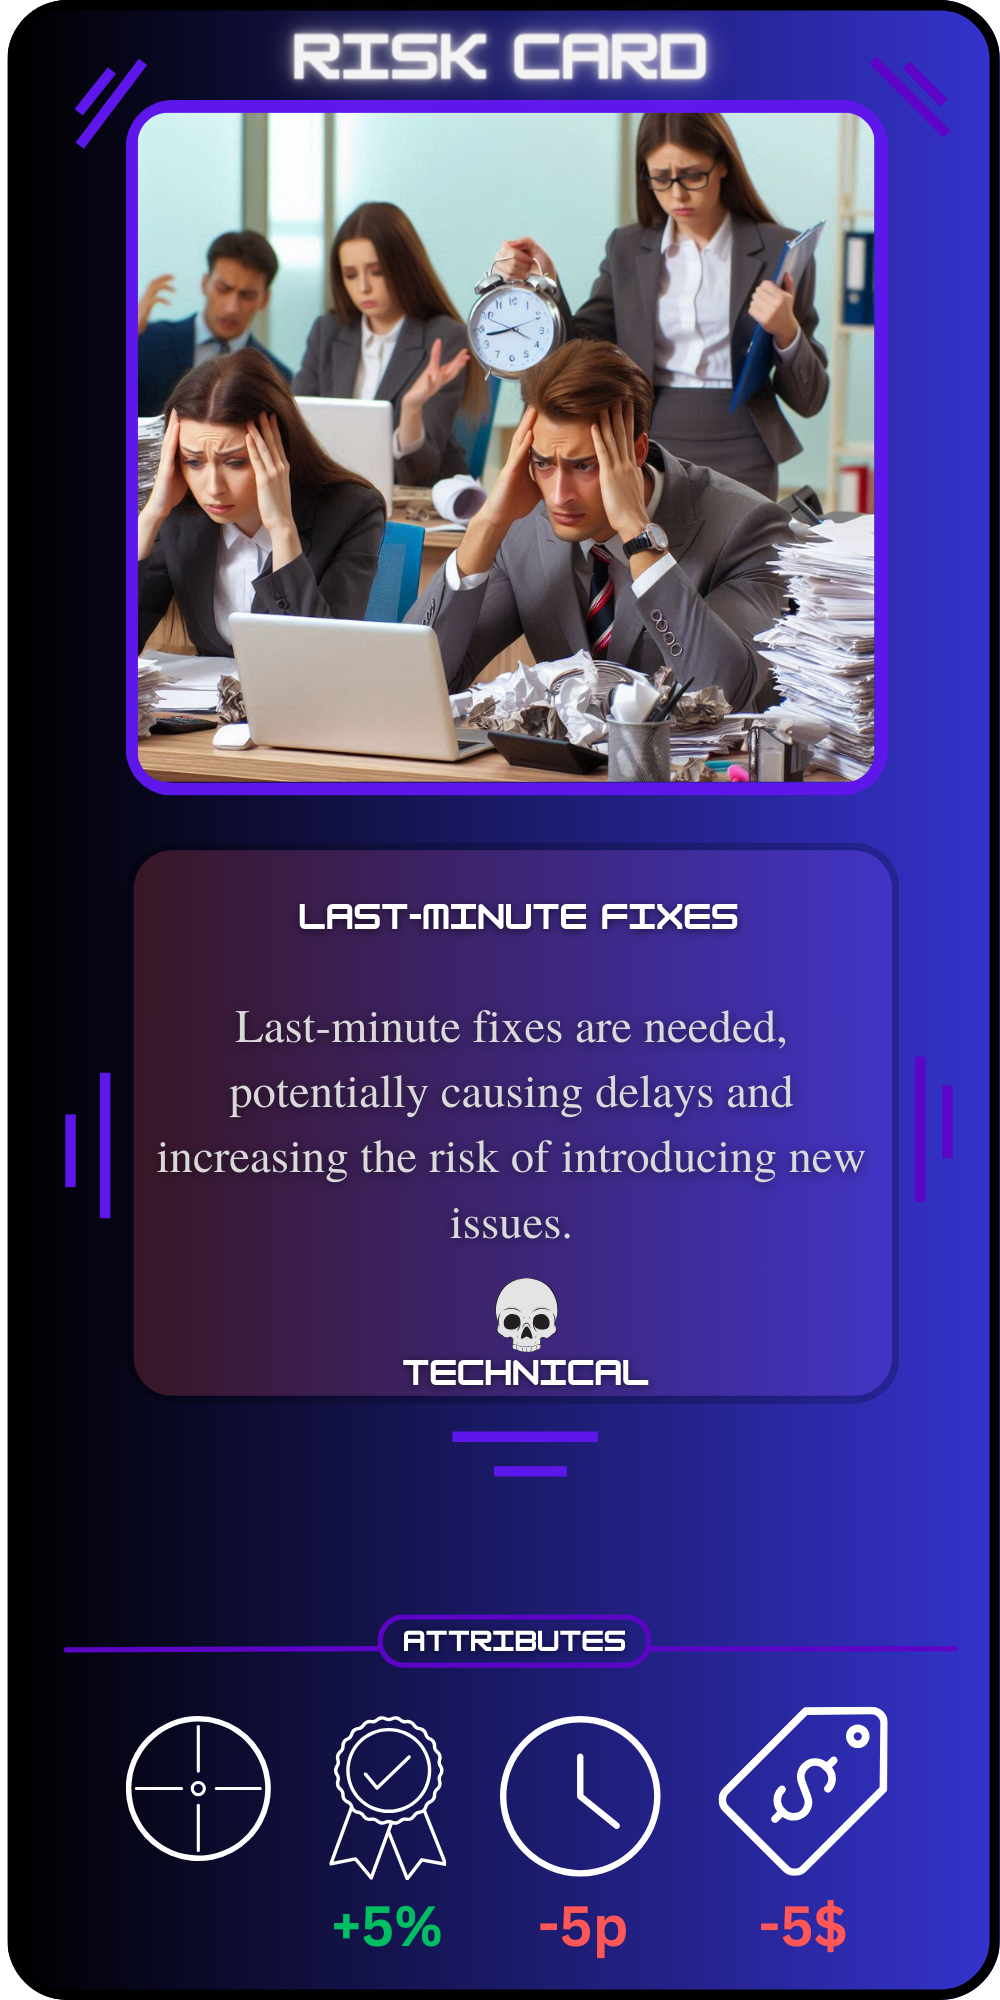 RISK CARD
LAST-MINUTE FIXES
Last-minute fixes are needed,
potentially causing delays and
increasing the risk of introducing new
issues.
TECHNICAL
ATTRIBUTES
+5% -5p -5$